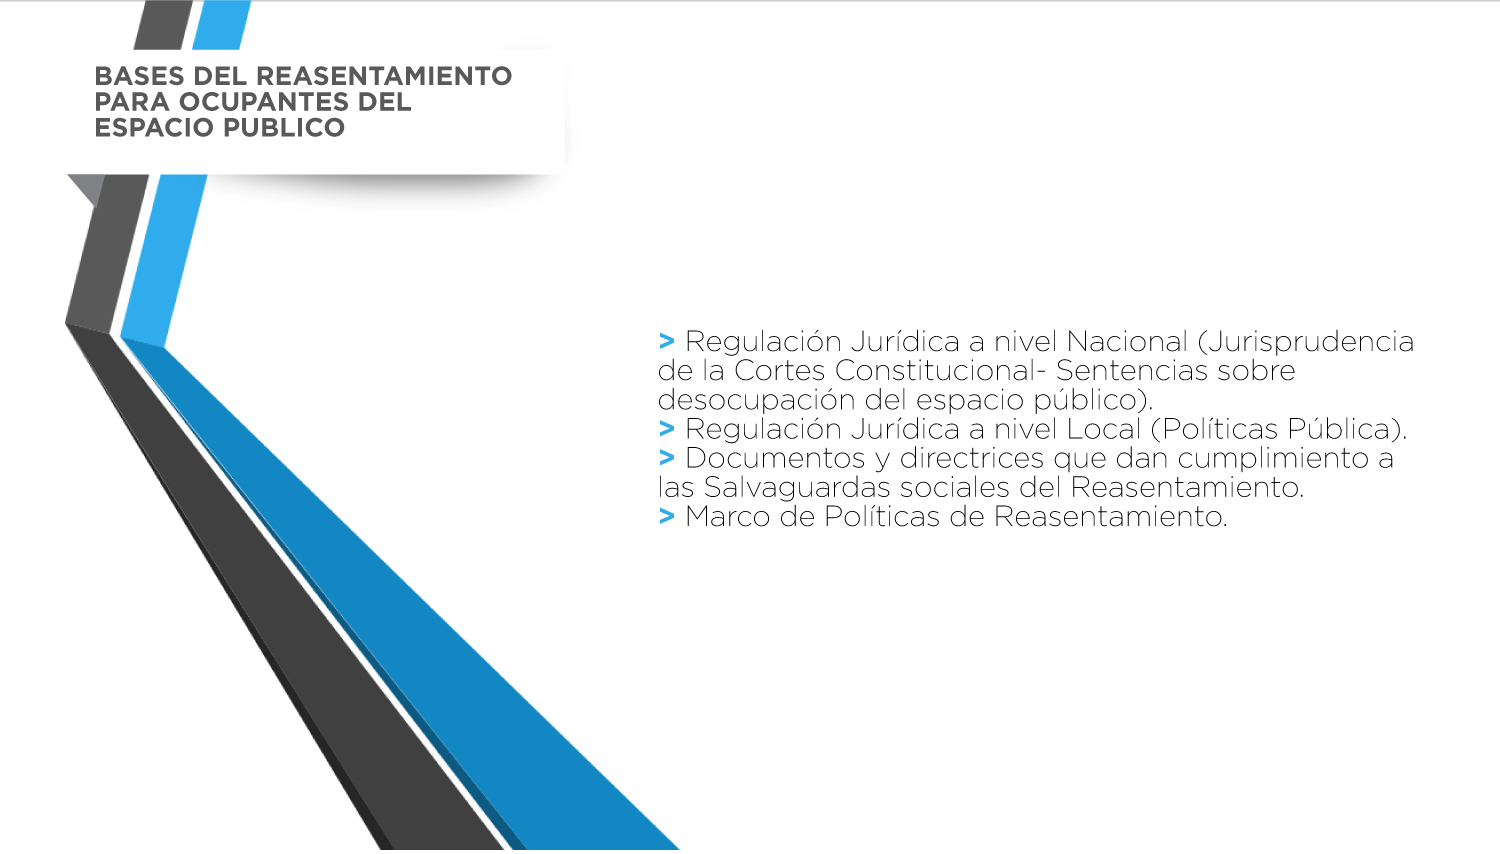 BASES DEL REASENTAMIENTO
PARA OCUPANTES DEL
ESPACIO PUBLICO
> Regulación Jurídica a nivel Nacional (Jurisprudencia
de la Cortes Constitucional- Sentencias sobre
desocupación del espacio público).
> Regulación Jurídica a nivel Local (Políticas Pública).
> Documentos y directrices que dan cumplimiento a
las Salvaguardas sociales del Reasentamiento.
> Marco de Políticas de Reasentamiento.